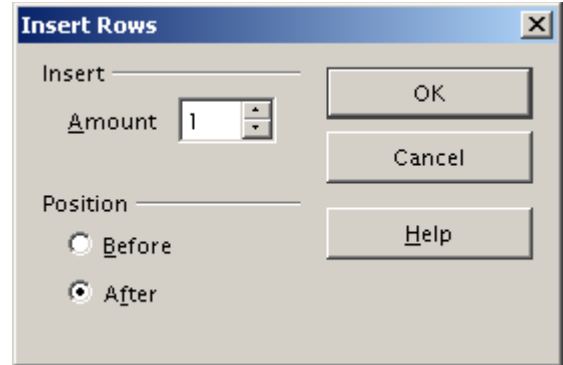 Insert Rows
Insert
Amount 1
OK
Cancel
Position
Before
After
Help